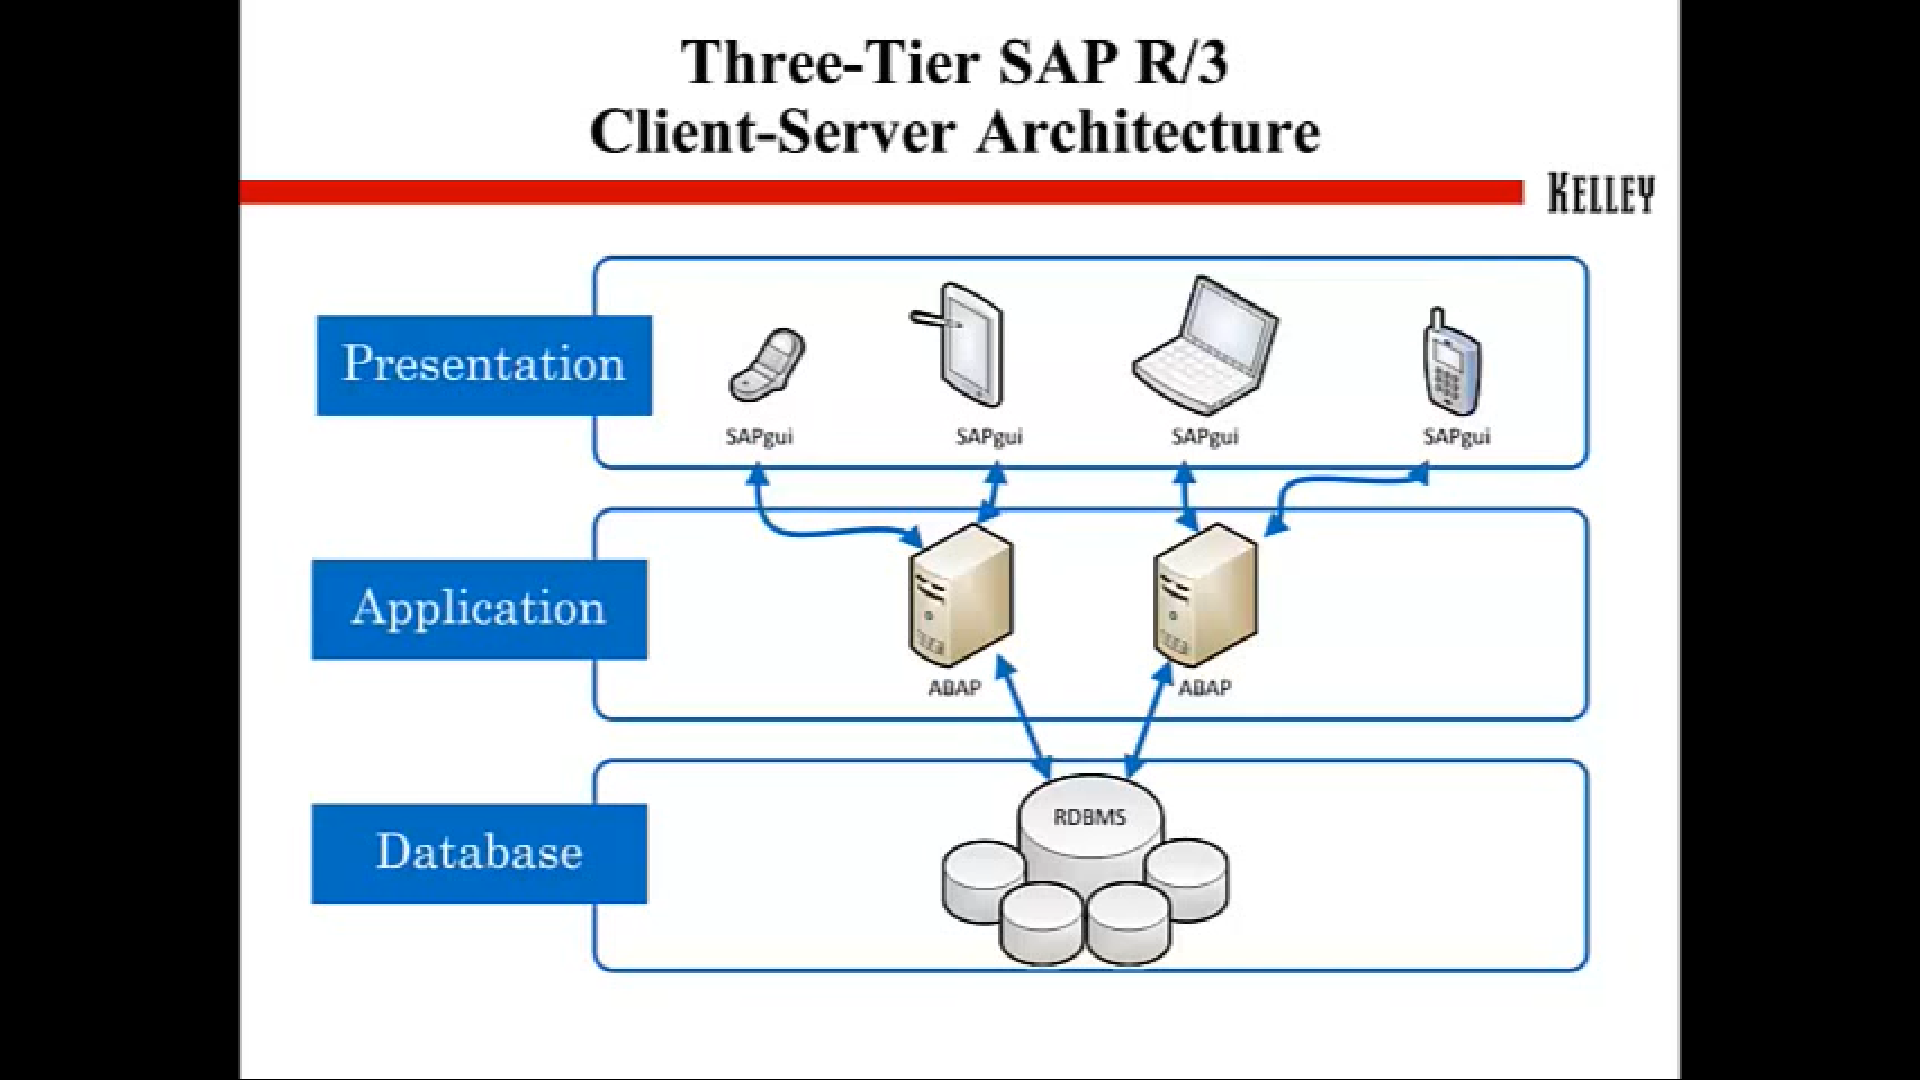 Three-Tier SAP R/3
Client-Server Architecture
KELLEY
Presentation
SAPgui SAPgui SAPgui SAPgui
Application
ABAP ABAP
Database
RDBMS